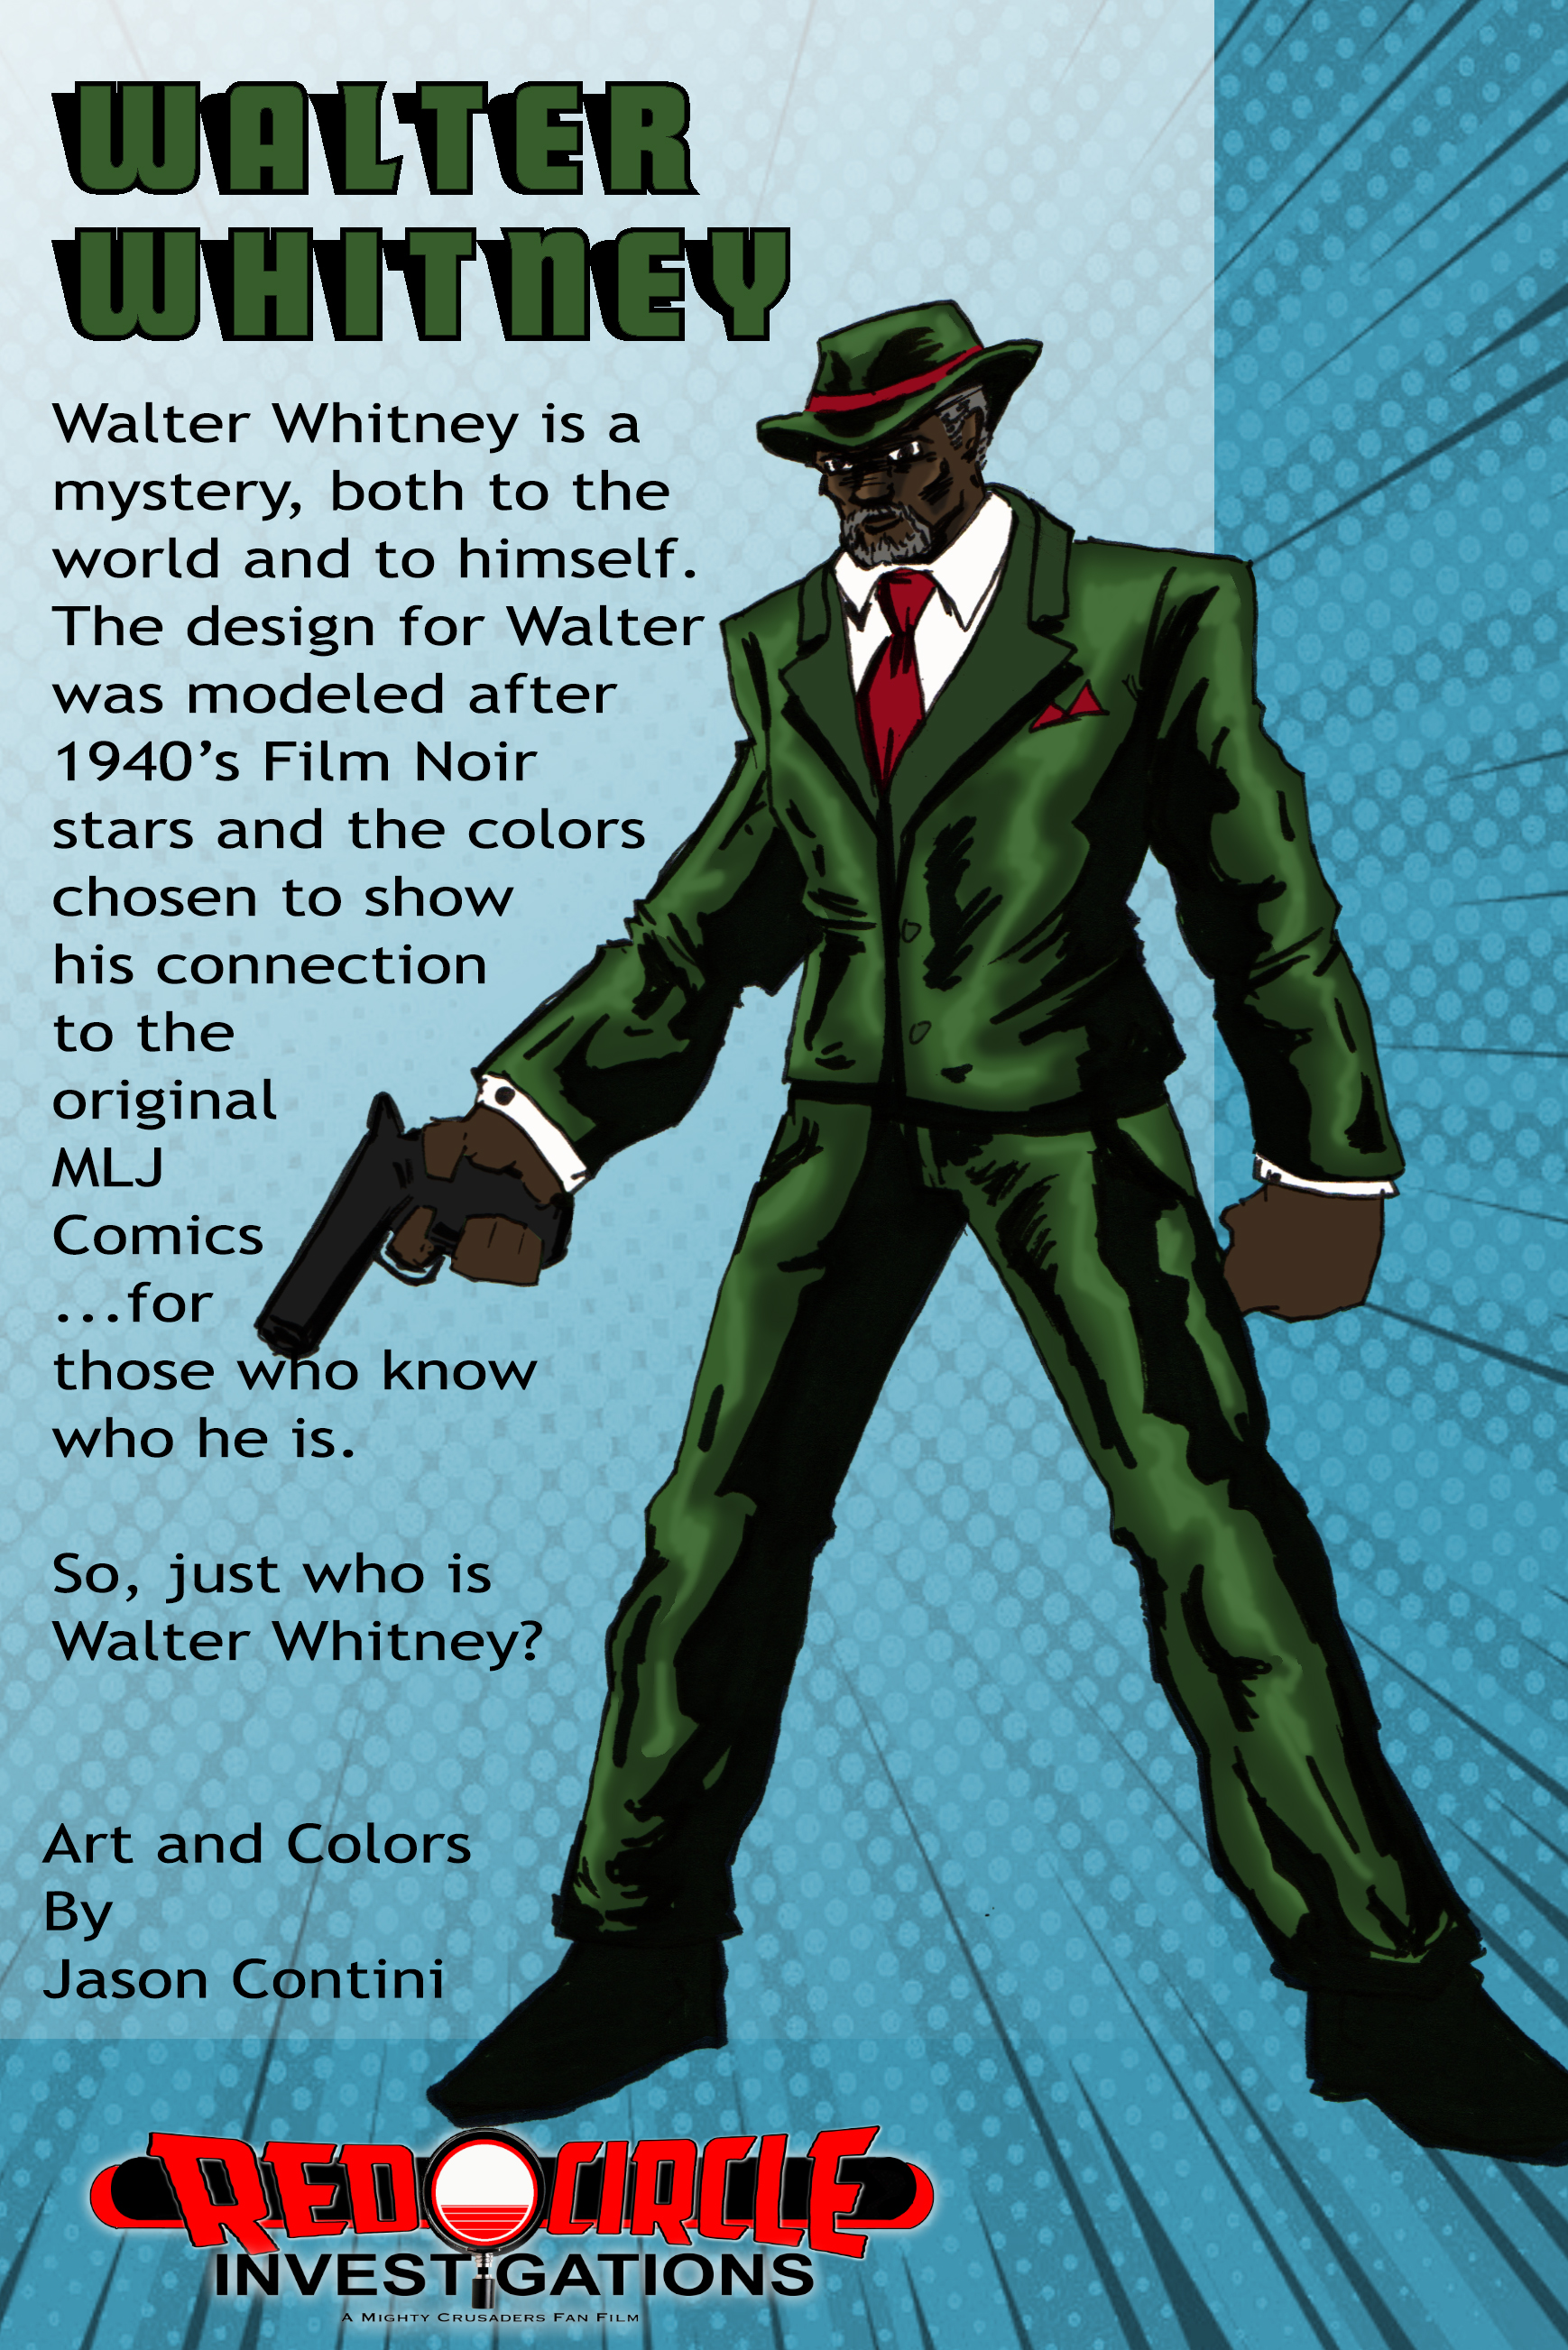 WALTER
WHITNEY
Walter Whitney is a
mystery, both to the
world and to himself.
The design for Walter
was modeled after
1940’s Film Noir
stars and the colors
chosen to show
his connection
to the
original
MLJ
Comics
...for
those who know
who he is.
So, just who is
Walter Whitney?
Art and Colors
By
Jason Contini
RED CIRCLE
INVESTIGATIONS
A MIGHTY CRUSADERS FAN FILM